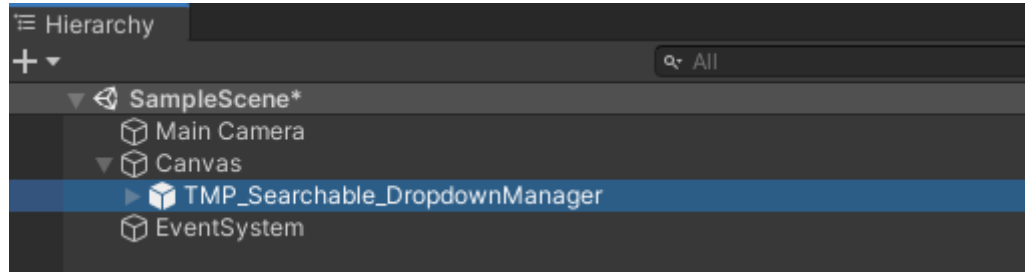 Hierarchy
All
SampleScene*
Main Camera
Canvas
TMP_Searchable_DropdownManager
EventSystem